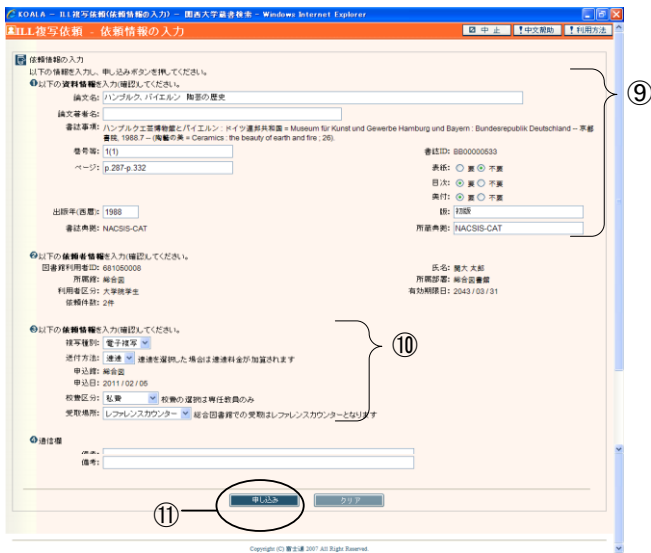 KOALA - ILL複写依頼(依頼情報の入力) - 関西大学蔵書検索 - Windows Internet Explorer
ILL複写依頼 - 依頼情報の入力
中 止
!中文帮助
!利用方法
依頼情報の入力
以下の情報を入力し、申し込みボタンを押してください。
❶以下の資料情報を入力(確認)してください。
⑨
論文名: ハンブルク、バイエルン 陶芸の歴史
論文著者名:
書誌事項: ハンブルク工芸博物館とバイエルン : ドイツ連邦共和国 = Museum für Kunst und Gewerbe Hamburg und Bayern : Bundesrepublik Deutschland -- 京都
書院, 1988.7 -- (陶藝の美 = Ceramics : the beauty of earth and fire ; 26).
巻号等: 1(1)
書誌ID: BB00000533
ページ: p.287-p.332
表紙: 要 不要
目次: 要 不要
奥付: 要 不要
出版年(西暦): 1988
版: 初版
書誌典拠: NACSIS-CAT
所蔵典拠: NACSIS-CAT
❷以下の依頼者情報を入力(確認)してください。
図書館利用者ID: 681050008
氏名: 関大 太郎
所属館: 総合図
所属部署: 総合図書館
利用者区分: 大学院学生
有効期限日: 2043/03/31
依頼件数: 2件
❸以下の依頼情報を入力(確認)してください。
複写種別: 電子複写
⑩
送付方法: 速達 速達を選択した場合は速達料金が加算されます
申込館: 総合図
申込日: 2011/02/05
校費区分: 私費 校費の選択は専任教員のみ
受取場所: レファレンスカウンター 総合図書館での受取はレファレンスカウンターとなります
❹通信欄
備考:
申し込み
クリア
⑪
Copyright (C) 富士通 2007 All Right Reserved.